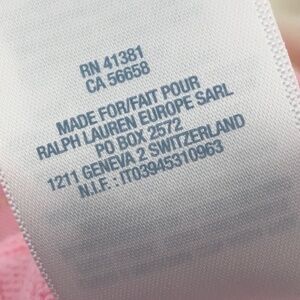 RN 41381
CA 56658
MADE FOR/FAIT POUR
RALPH LAUREN EUROPE SARL
PO BOX 2572
1211 GENEVA 2 SWITZERLAND
N.I.F. : IT03945310963